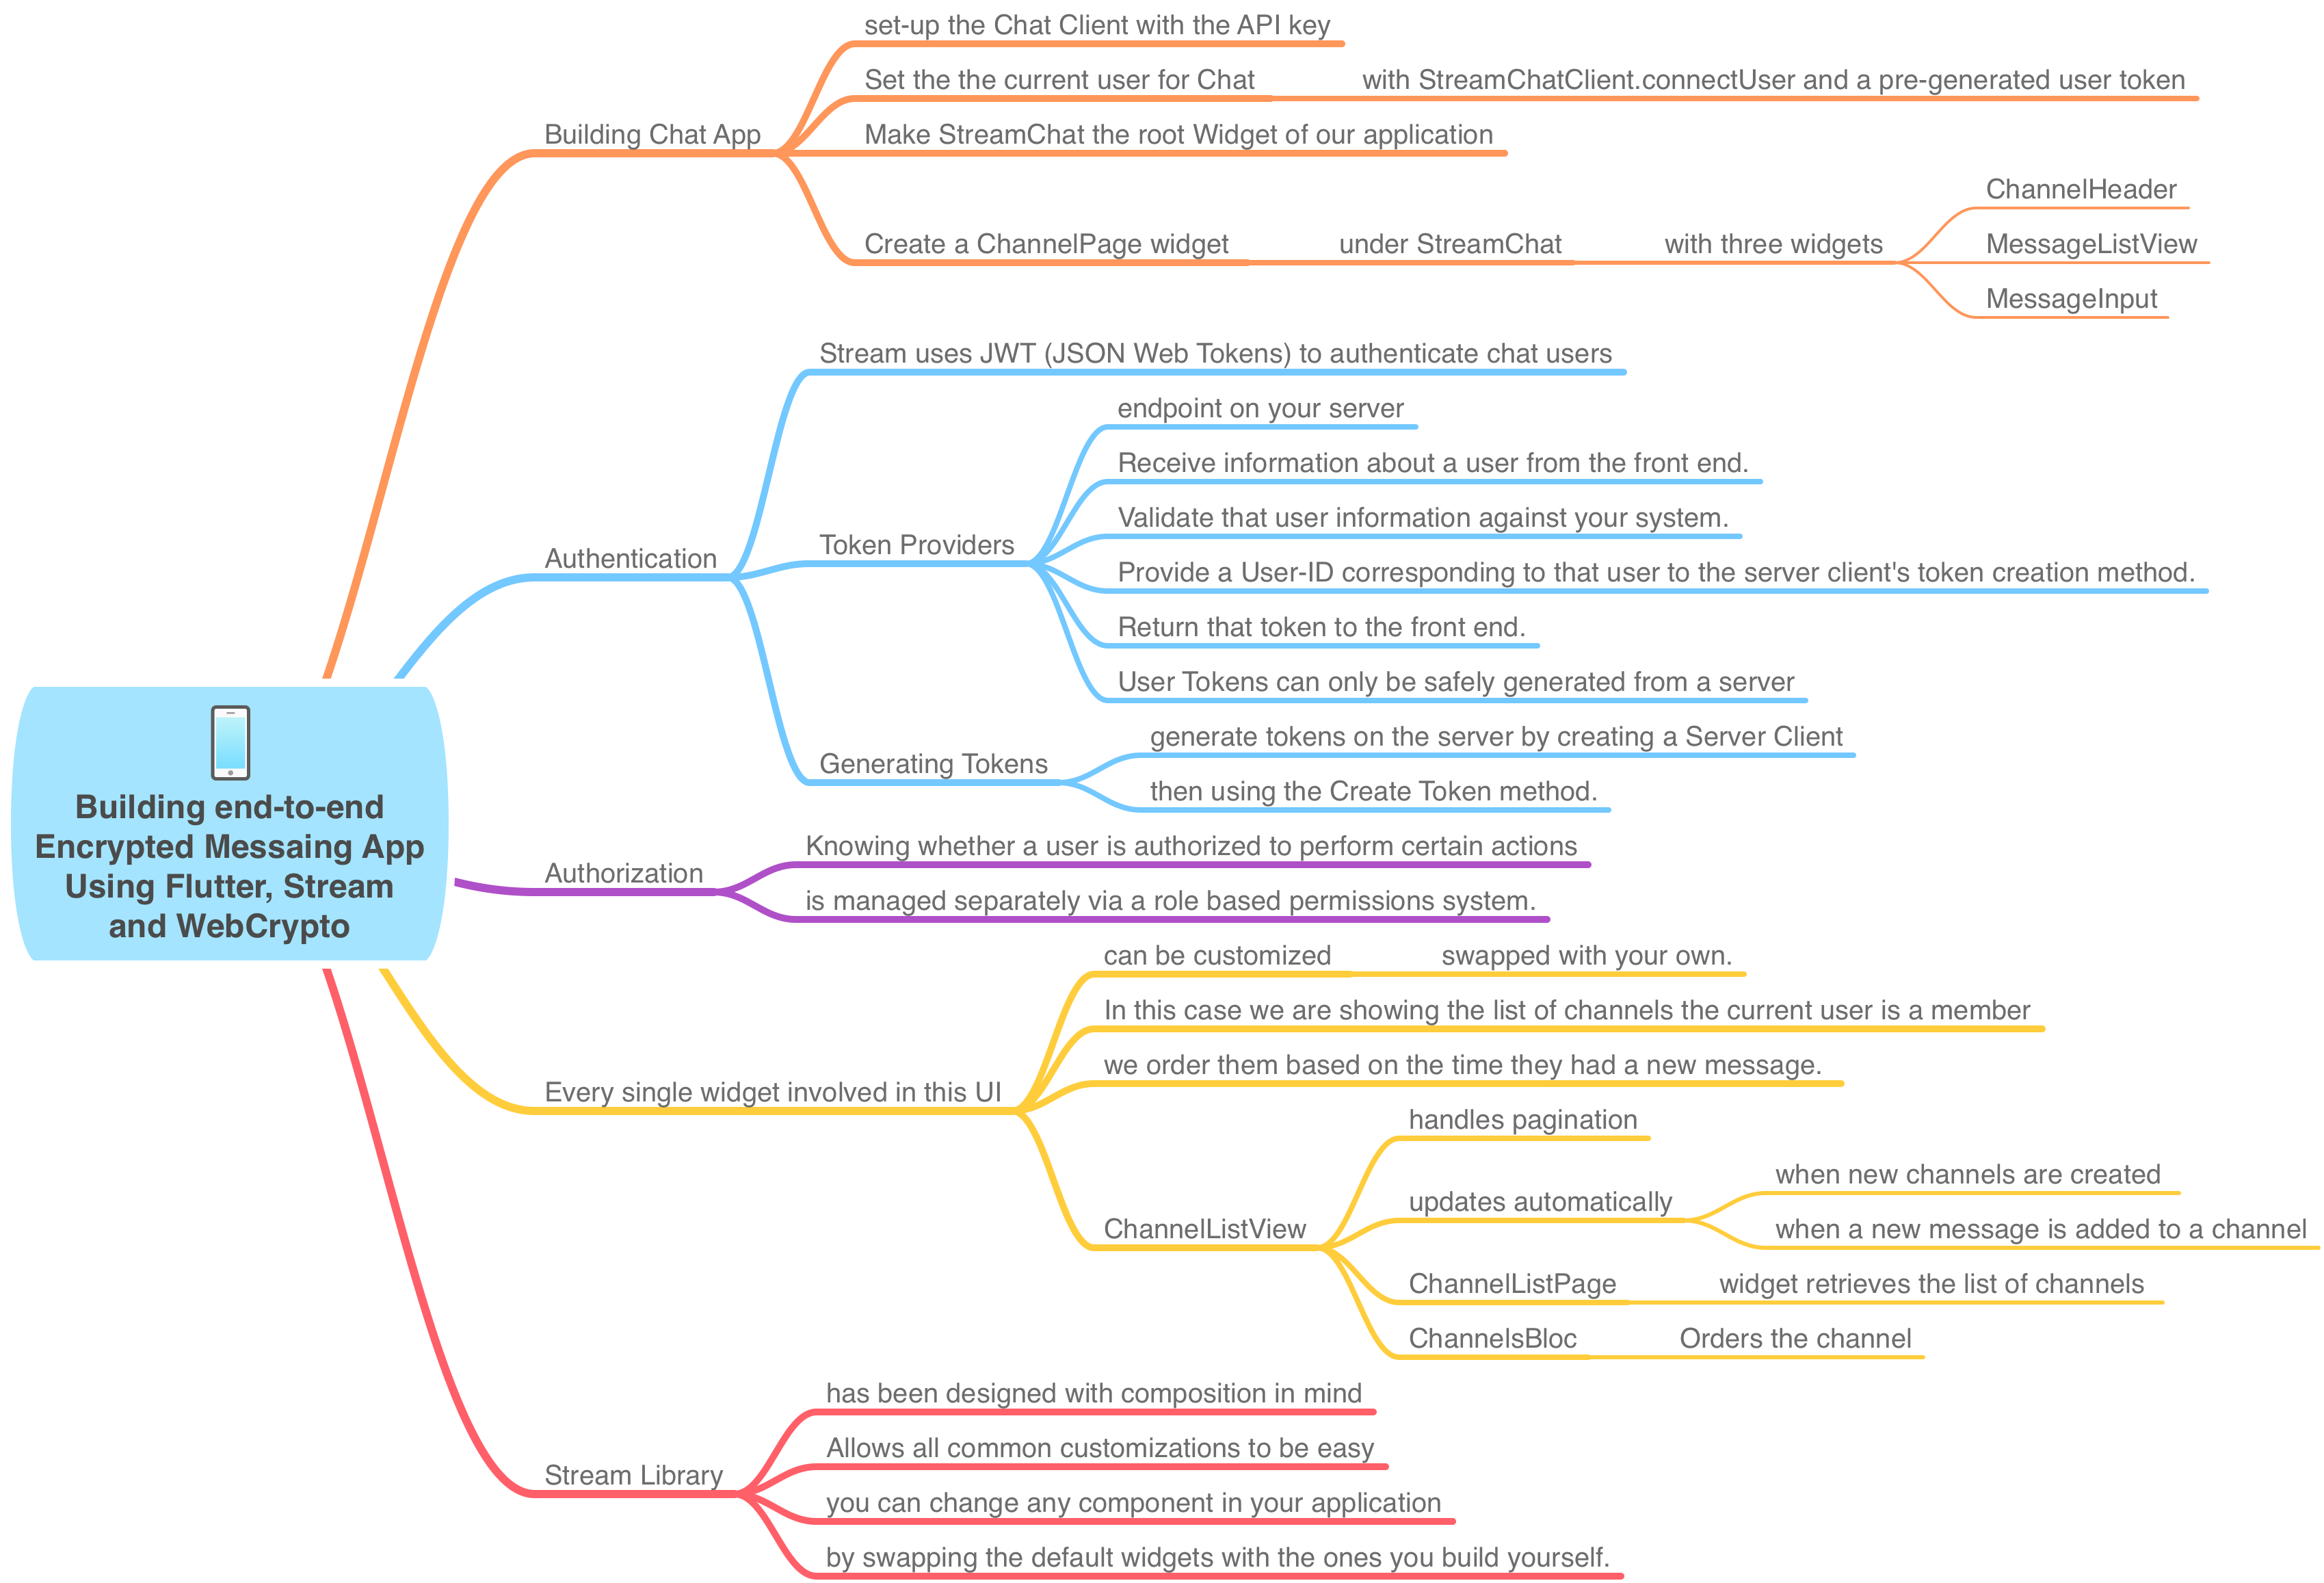 set-up the Chat Client with the API key
Set the the current user for Chat
with StreamChatClient.connectUser and a pre-generated user token
Building Chat App
Make StreamChat the root Widget of our application
Create a ChannelPage widget
under StreamChat
with three widgets
ChannelHeader
MessageListView
MessageInput
Authentication
Stream uses JWT (JSON Web Tokens) to authenticate chat users
Token Providers
endpoint on your server
Receive information about a user from the front end.
Validate that user information against your system.
Provide a User-ID corresponding to that user to the server client's token creation method.
Return that token to the front end.
User Tokens can only be safely generated from a server
Generating Tokens
generate tokens on the server by creating a Server Client
then using the Create Token method.
Building end-to-end
Encrypted Messaing App
Using Flutter, Stream
and WebCrypto
Authorization
Knowing whether a user is authorized to perform certain actions
is managed separately via a role based permissions system.
Every single widget involved in this UI
can be customized
swapped with your own.
In this case we are showing the list of channels the current user is a member
we order them based on the time they had a new message.
ChannelListView
handles pagination
updates automatically
when new channels are created
when a new message is added to a channel
ChannelListPage
widget retrieves the list of channels
ChannelsBloc
Orders the channel
Stream Library
has been designed with composition in mind
Allows all common customizations to be easy
you can change any component in your application
by swapping the default widgets with the ones you build yourself.